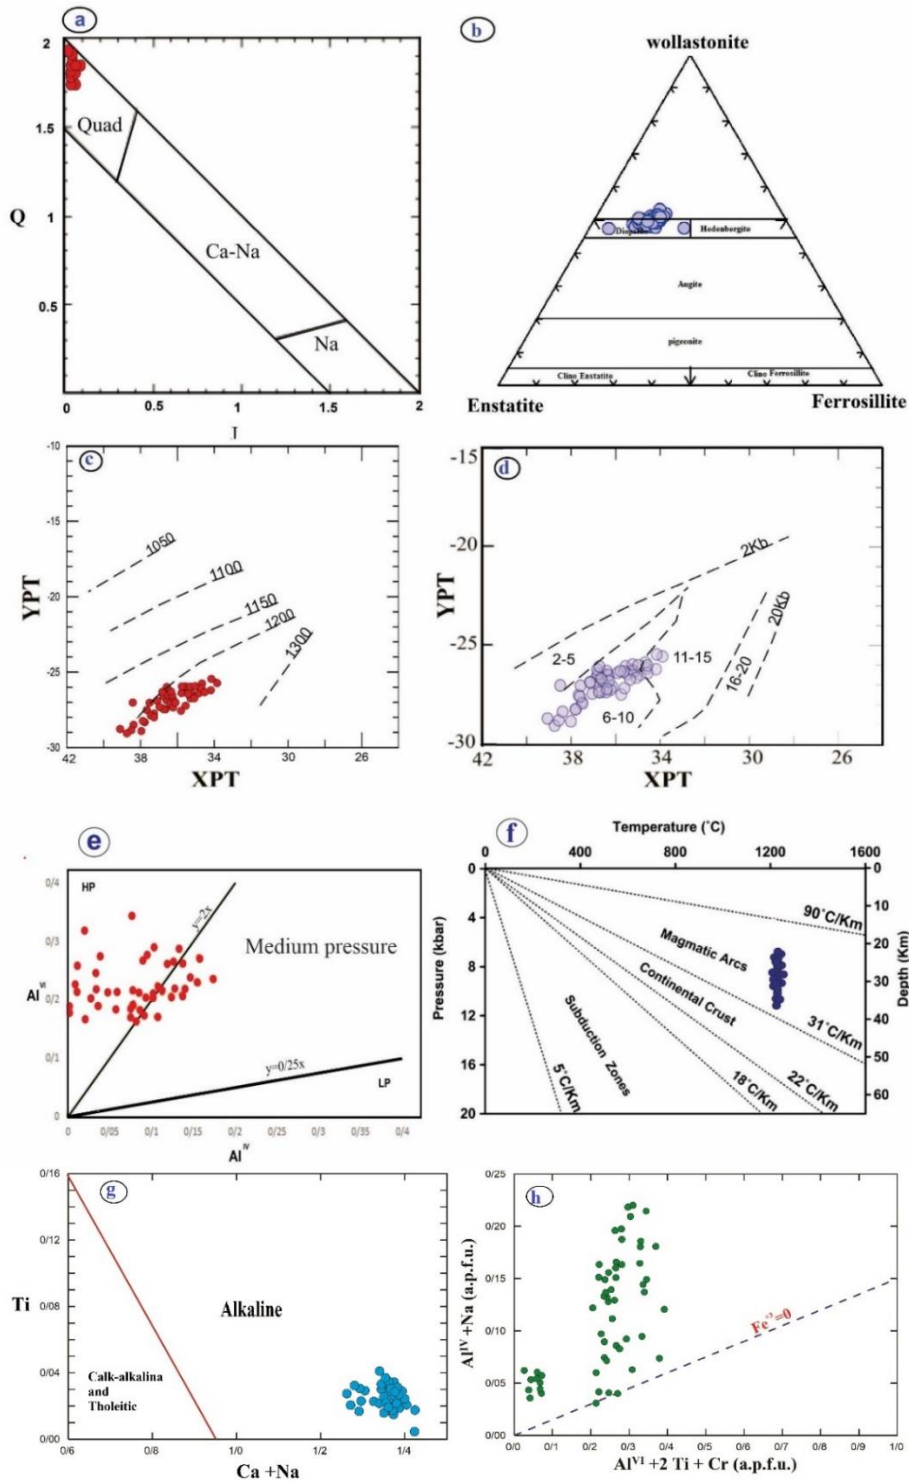 a
2
1.5
1
0.5
0
Q
Quad
Ca-Na
Na
0
0.5
1
1.5
2
J
b
wollastonite
Hedenbergite
Augite
pigeonite
Clino Enstatite
Clino Ferrosillite
Enstatite
Ferrosillite
c
-10
-15
-20
-25
-30
YPT
1050
1100
1150
1200
1300
42
38
34
30
26
XPT
d
-15
-20
-25
-30
YPT
2Kb
2-5
6-10
11-15
16-20
20Kb
42
38
34
30
26
XPT
e
0/4
0/3
0/2
0/1
0
Al VI
HP
y=2x
Medium pressure
y=0/25x
LP
0
0/05
0/1
0/15
0/2
0/25
0/3
0/35
0/4
Al IV
f
Temperature (˚C)
0
400
800
1200
1600
0
4
8
12
16
20
Pressure (kbar)
0
10
20
30
40
50
60
Depth (Km)
90˚C/Km
Magmatic Arcs
Continental Crust
31˚C/Km
Subduction Zones
5˚C/Km
18˚C/Km
22˚C/Km
g
0/16
0/12
0/08
0/04
0/00
Ti
Alkaline
Calk-alkalina
and
Tholeitic
0/6
0/8
1/0
1/2
1/4
Ca +Na
h
0/25
0/20
0/15
0/10
0/05
0/00
Al IV +Na (a.p.f.u.)
Fe+3=0
0/0
0/1
0/2
0/3
0/4
0/5
0/6
0/7
0/8
0/9
1/0
Al VI +2 Ti + Cr (a.p.f.u.)